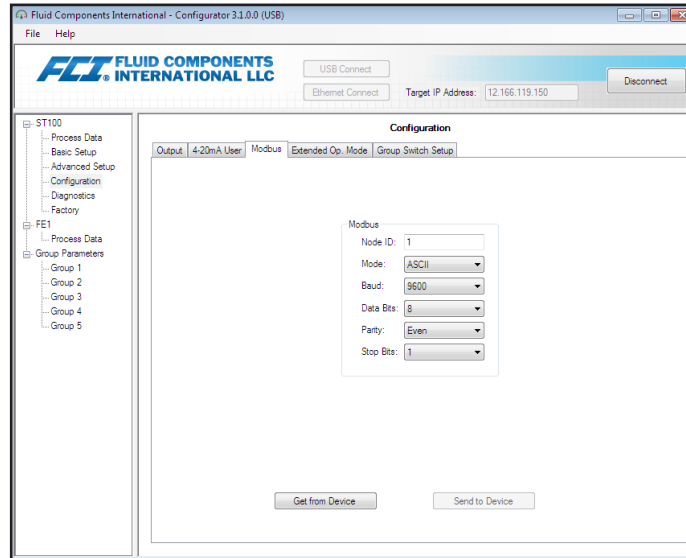 Fluid Components International - Configurator 3.1.0.0 (USB)
File Help
FCI
®
FLUID COMPONENTS
INTERNATIONAL LLC
USB Connect
Ethernet Connect Target IP Address: 12.166.119.150
Disconnect
ST100
Process Data
Basic Setup
Advanced Setup
Configuration
Diagnostics
Factory
FE1
Process Data
Group Parameters
Group 1
Group 2
Group 3
Group 4
Group 5
Configuration
Output 4-20mA User Modbus Extended Op. Mode Group Switch Setup
Modbus
Node ID: 1
Mode: ASCII
Baud: 9600
Data Bits: 8
Parity: Even
Stop Bits: 1
Get from Device Send to Device